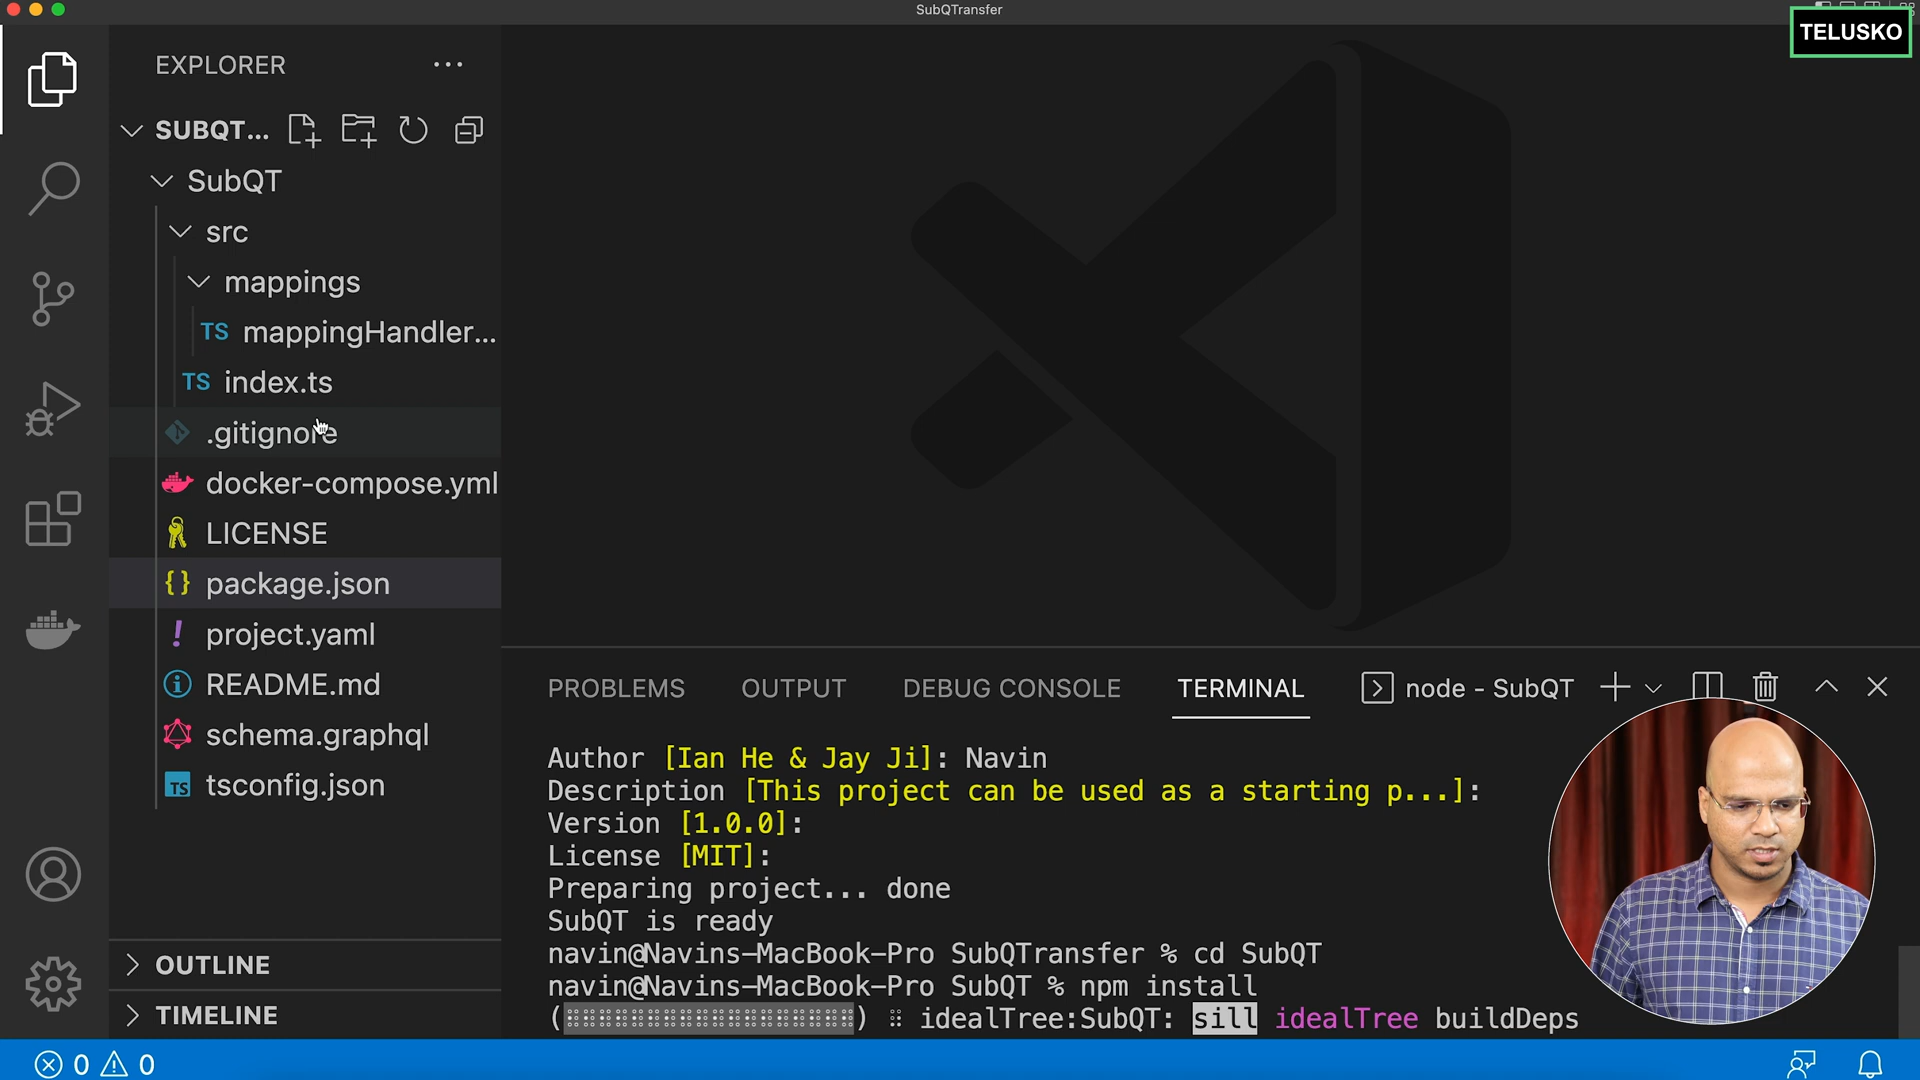 SubQTransfer
TELUSKO
EXPLORER
SUBQT...
SubQT
src
mappings
TS mappingHandler...
TS index.ts
.gitignore
docker-compose.yml
LICENSE
{} package.json
! project.yaml
README.md
schema.graphql
TS tsconfig.json
OUTLINE
TIMELINE
PROBLEMS OUTPUT DEBUG CONSOLE TERMINAL node - SubQT
Author [Ian He & Jay Ji]: Navin
Description [This project can be used as a starting p...]:
Version [1.0.0]:
License [MIT]:
Preparing project... done
SubQT is ready
navin@Navins-MacBook-Pro SubQTransfer % cd SubQT
navin@Navins-MacBook-Pro SubQT % npm install
(⠿⠿⠿⠿⠿⠿⠿⠿⠿⠿⠿⠿⠿⠿⠿⠿⠿⠿) ⠿ idealTree:SubQT: sill idealTree buildDeps
0 0